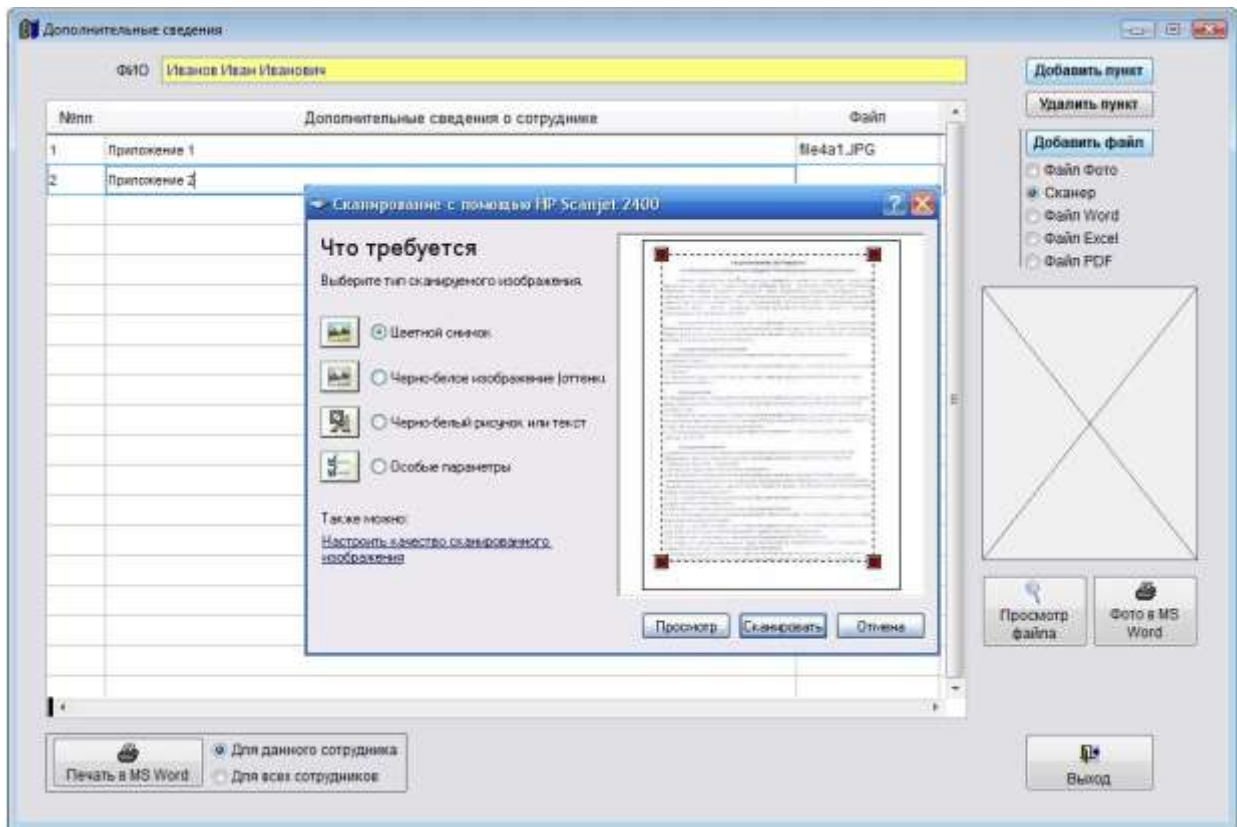 Дополнительные сведения
ФИО Иванов Иван Иванович
№пп Дополнительные сведения о сотруднике Файл
1 Приложение 1 file4a1.JPG
2 Приложение 2
Добавить пункт
Удалить пункт
Добавить файл
Файл Фото
Сканер
Файл Word
Файл Excel
Файл PDF
Сканирование с помощью HP Scanjet 2400
Что требуется
Выберите тип сканируемого изображения.
Цветной снимок
Черно-белое изображение (оттенки
Черно-белый рисунок или текст
Особые параметры
Также можно:
Настроить качество сканированного
изображения
Просмотр Сканировать Отмена
Просмотр
файла
Фото в MS
Word
Печать в MS Word
Для данного сотрудника
Для всех сотрудников
Выход